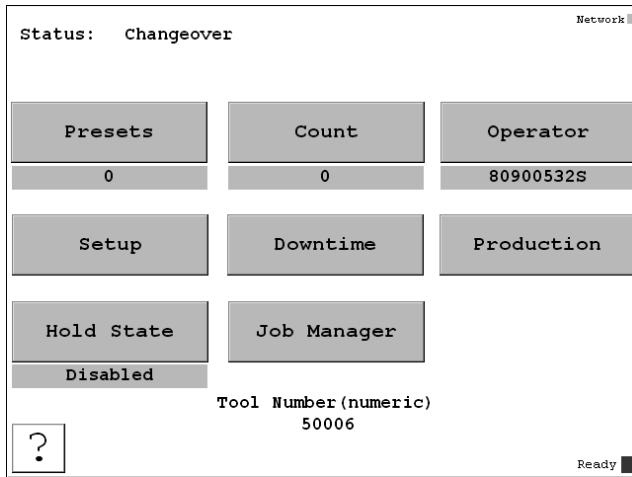 Network
Status: Changeover
Presets Count Operator
0 0 80900532S
Setup Downtime Production
Hold State Job Manager
Disabled
Tool Number(numeric)
50006
?
Ready